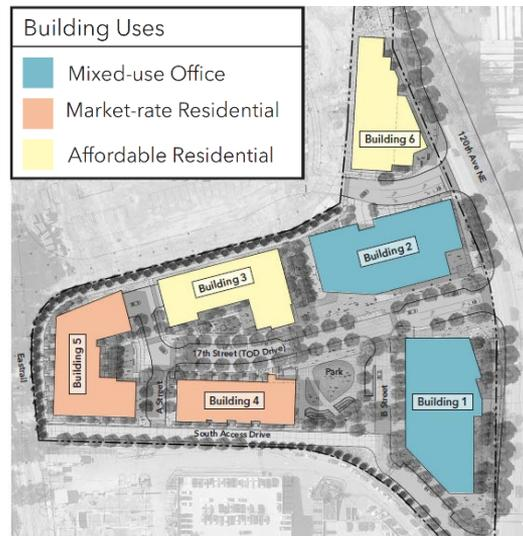 Building Uses
Mixed-use Office
Market-rate Residential
Affordable Residential
Building 6
120th Ave NE
Building 2
Building 3
17th Street (TOD Drive)
Building 5
Eastrail
A Street
Building 4
Park
B Street
Building 1
South Access Drive